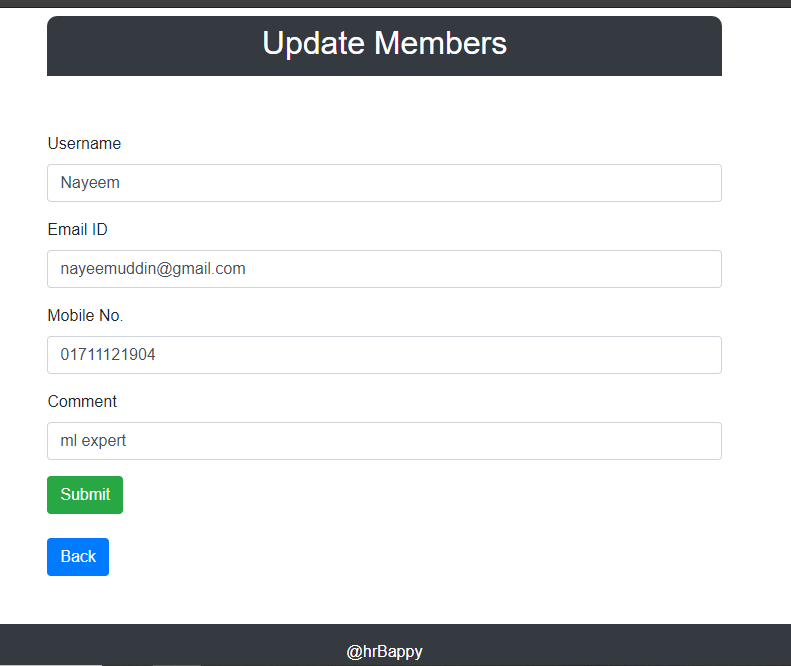 Update Members
Username
Nayeem
Email ID
nayeemuddin@gmail.com
Mobile No.
01711121904
Comment
ml expert
Submit
Back
@hrBappy